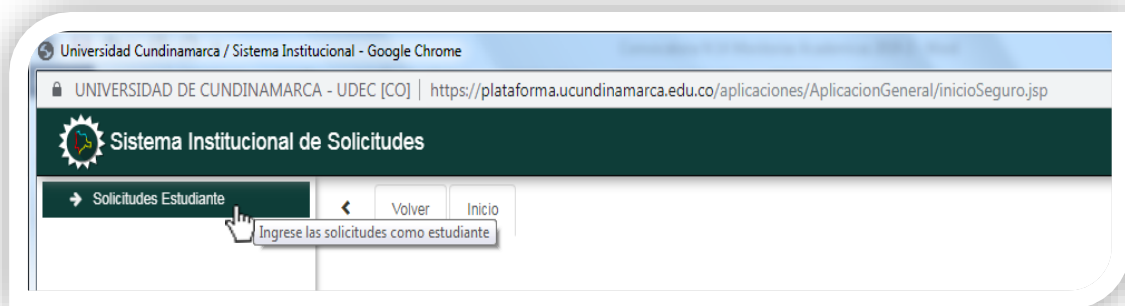 Universidad Cundinamarca / Sistema Institucional - Google Chrome
UNIVERSIDAD DE CUNDINAMARCA - UDEC [CO] | https://plataforma.ucundinamarca.edu.co/aplicaciones/AplicacionGeneral/inicioSeguro.jsp
Sistema Institucional de Solicitudes
Solicitudes Estudiante
Volver Inicio
Ingrese las solicitudes como estudiante